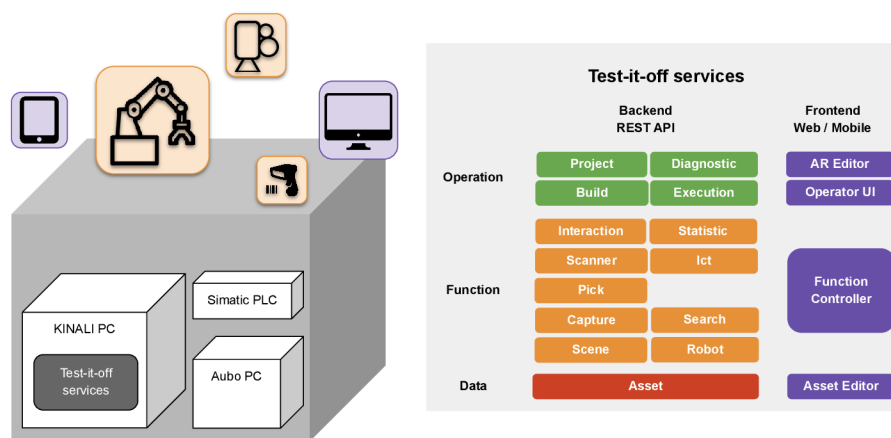 Simatic PLC
KINALI PC
Test-it-off
services
Aubo PC
Test-it-off services
Backend
REST API
Frontend
Web / Mobile
Operation
Project
Diagnostic
AR Editor
Build
Execution
Operator UI
Function
Interaction
Statistic
Scanner
Ict
Pick
Capture
Search
Scene
Robot
Function
Controller
Data
Asset
Asset Editor